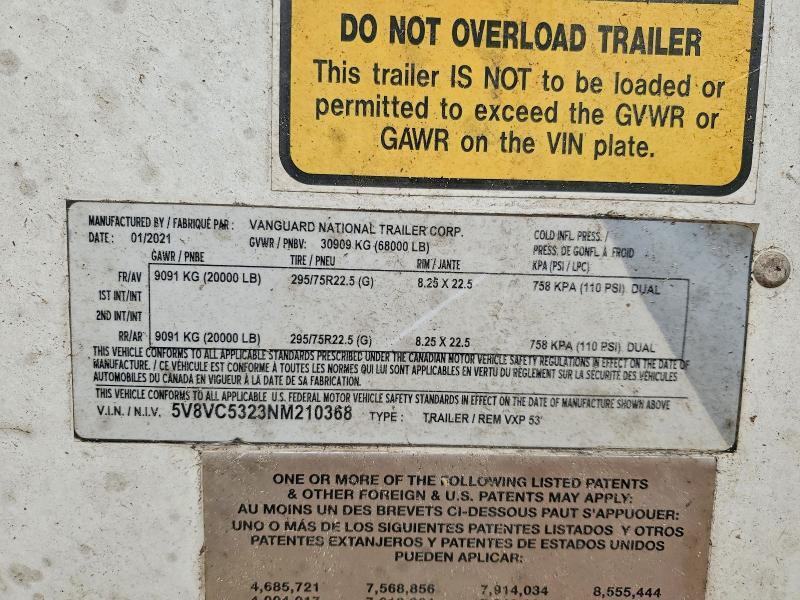 DO NOT OVERLOAD TRAILER
This trailer IS NOT to be loaded or
permitted to exceed the GVWR or
GAWR on the VIN plate.
MANUFACTURED BY / FABRIQUÉ PAR : VANGUARD NATIONAL TRAILER CORP. COLD INFL. PRESS. /
DATE : 01/2021 GVWR / PNBV: 30909 KG (68000 LB) PRESS. DE GONFL. À FROID
GAWR / PNBE TIRE / PNEU RIM / JANTE KPA (PSI / LPC)
FR/AV 9091 KG (20000 LB) 295/75R22.5 (G) 8.25 X 22.5 758 KPA (110 PSI) DUAL
1ST INT/INT
2ND INT/INT
RR/AR 9091 KG (20000 LB) 295/75R22.5 (G) 8.25 X 22.5 758 KPA (110 PSI) DUAL
THIS VEHICLE CONFORMS TO ALL APPLICABLE STANDARDS PRESCRIBED UNDER THE CANADIAN MOTOR VEHICLE SAFETY REGULATIONS IN EFFECT ON THE DATE OF
MANUFACTURE. / CE VÉHICULE EST CONFORME À TOUTES LES NORMES QUI LUI SONT APPLICABLES EN VERTU DU RÈGLEMENT SUR LA SÉCURITÉ DES VÉHICULES
AUTOMOBILES DU CANADA EN VIGUEUR À LA DATE DE SA FABRICATION.
THIS VEHICLE CONFORMS TO ALL APPLICABLE U.S. FEDERAL MOTOR VEHICLE SAFETY STANDARDS IN EFFECT ON THE DATE OF MANUFACTURE SHOWN ABOVE
V.I.N. / N.I.V. 5V8VC5323NM210368 TYPE : TRAILER / REM VXP 53'
ONE OR MORE OF THE FOLLOWING LISTED PATENTS
& OTHER FOREIGN & U.S. PATENTS MAY APPLY:
AU MOINS UN DES BREVETS CI-DESSOUS PAUT S'APPUOUER:
UNO O MÁS DE LOS SIGUIENTES PATENTES LISTADOS Y OTROS
PATENTES EXTANJEROS Y PATENTES DE ESTADOS UNIDOS
PUEDEN APLICAR:
4,685,721 7,568,856 7,914,034 8,555,444